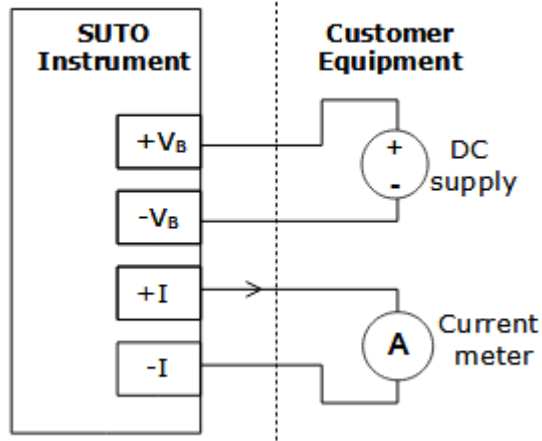 SUTO
Instrument
Customer
Equipment
+VB
-VB
+I
-I
+
-
DC
supply
A
Current
meter